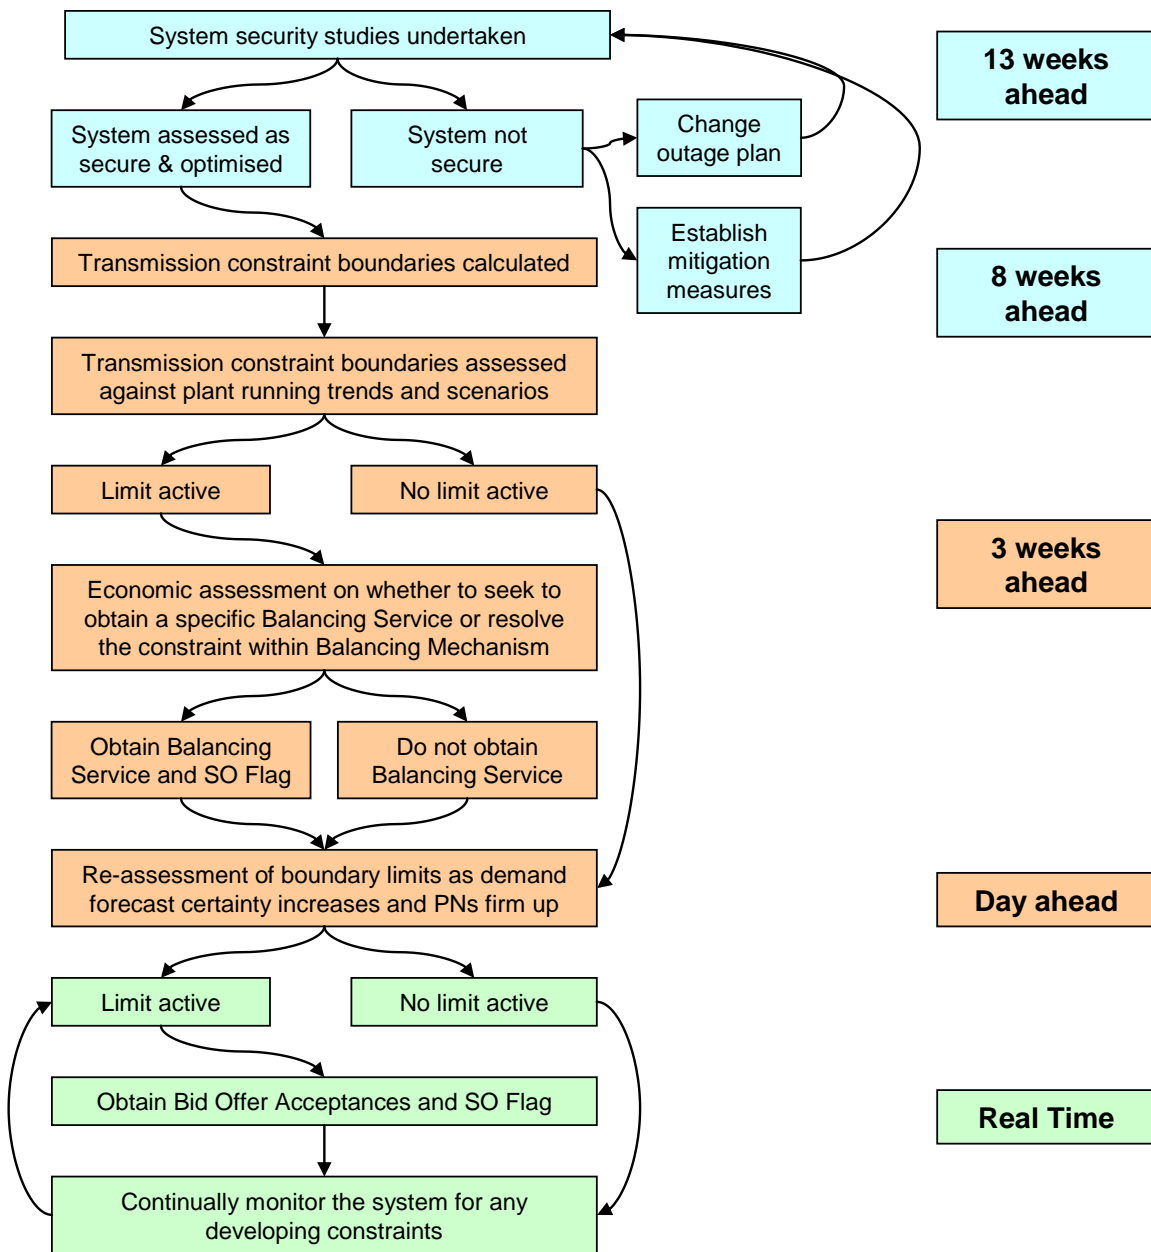 System security studies undertaken
13 weeks
ahead
System assessed as
secure & optimised
System not
secure
Change
outage plan
Establish
mitigation
measures
Transmission constraint boundaries calculated
8 weeks
ahead
Transmission constraint boundaries assessed
against plant running trends and scenarios
Limit active
No limit active
3 weeks
ahead
Economic assessment on whether to seek to
obtain a specific Balancing Service or resolve
the constraint within Balancing Mechanism
Obtain Balancing
Service and SO Flag
Do not obtain
Balancing Service
Re-assessment of boundary limits as demand
forecast certainty increases and PNs firm up
Day ahead
Limit active
No limit active
Obtain Bid Offer Acceptances and SO Flag
Real Time
Continually monitor the system for any
developing constraints